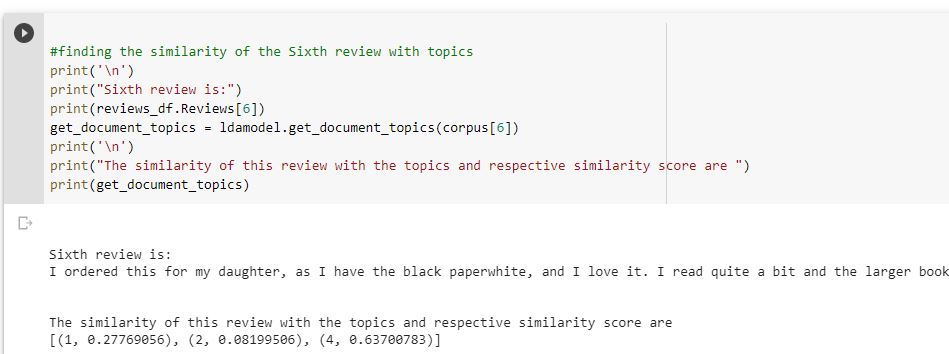 #finding the similarity of the Sixth review with topics
print('\n')
print("Sixth review is:")
print(reviews_df.Reviews[6])
get_document_topics = ldamodel.get_document_topics(corpus[6])
print('\n')
print("The similarity of this review with the topics and respective similarity score are ")
print(get_document_topics)
Sixth review is:
I ordered this for my daughter, as I have the black paperwhite, and I love it. I read quite a bit and the larger book
The similarity of this review with the topics and respective similarity score are
[(1, 0.27769056), (2, 0.08199506), (4, 0.63700783)]